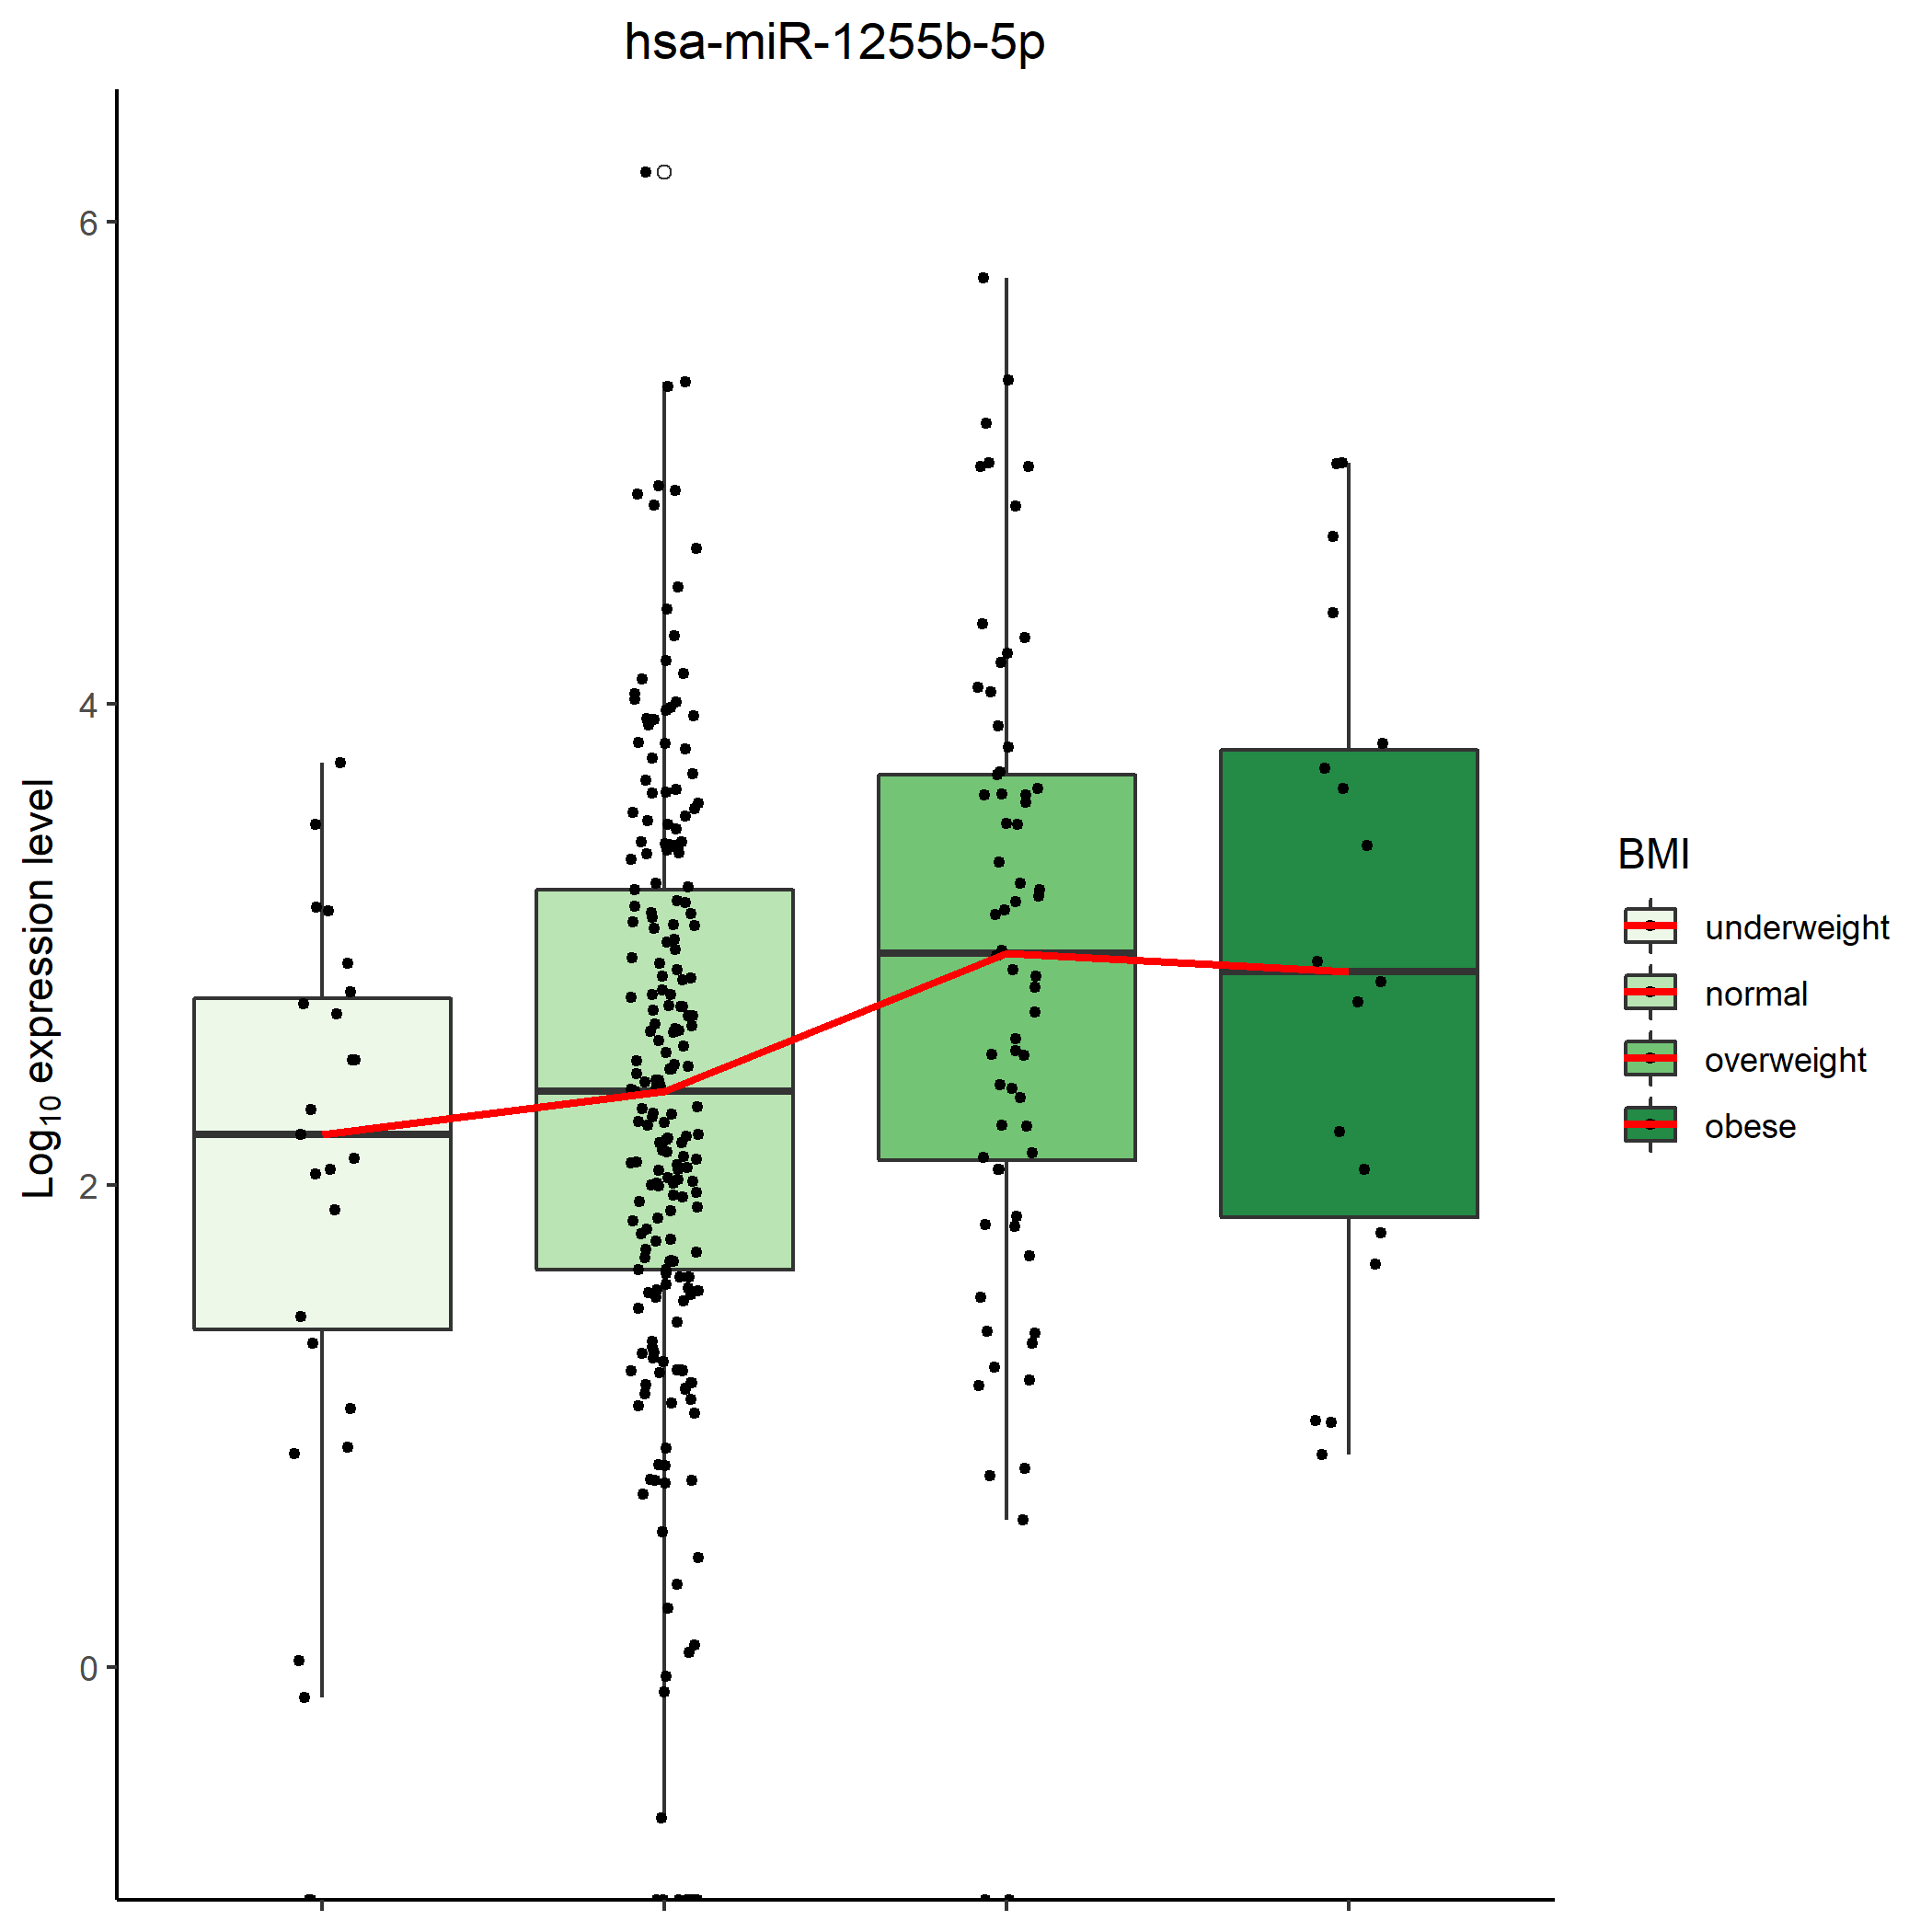 hsa-miR-1255b-5p
Log₁₀ expression level
6
4
2
0
BMI
underweight
normal
overweight
obese